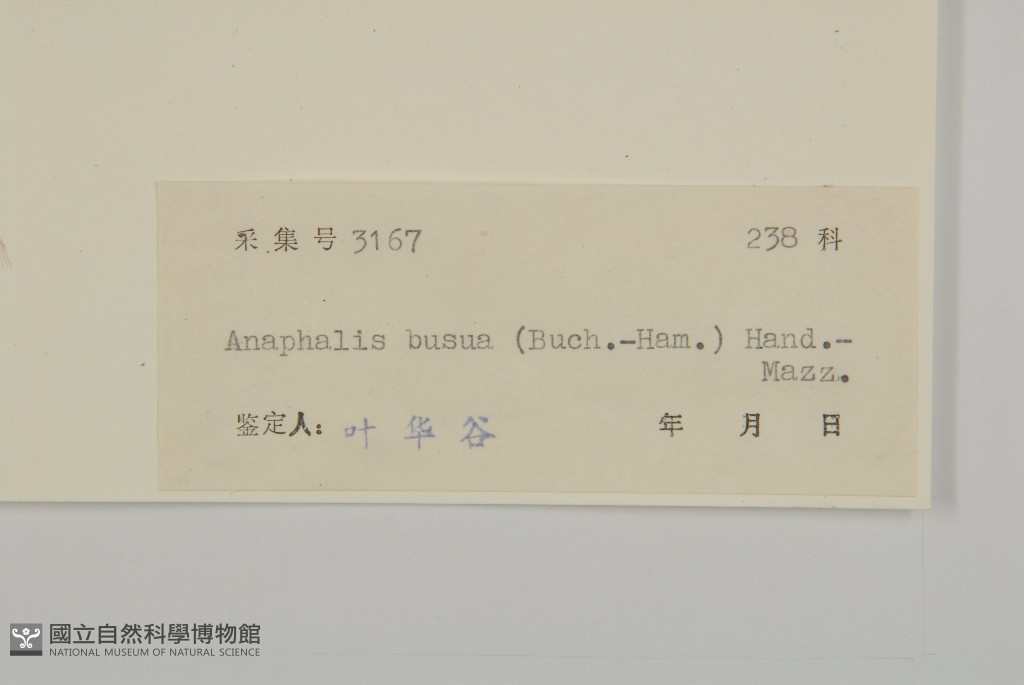 采集号 3167 238 科
Anaphalis busua (Buch.-Ham.) Hand.-
Mazz.
鉴定人: 叶华谷 年 月 日
國立自然科學博物館
NATIONAL MUSEUM OF NATURAL SCIENCE